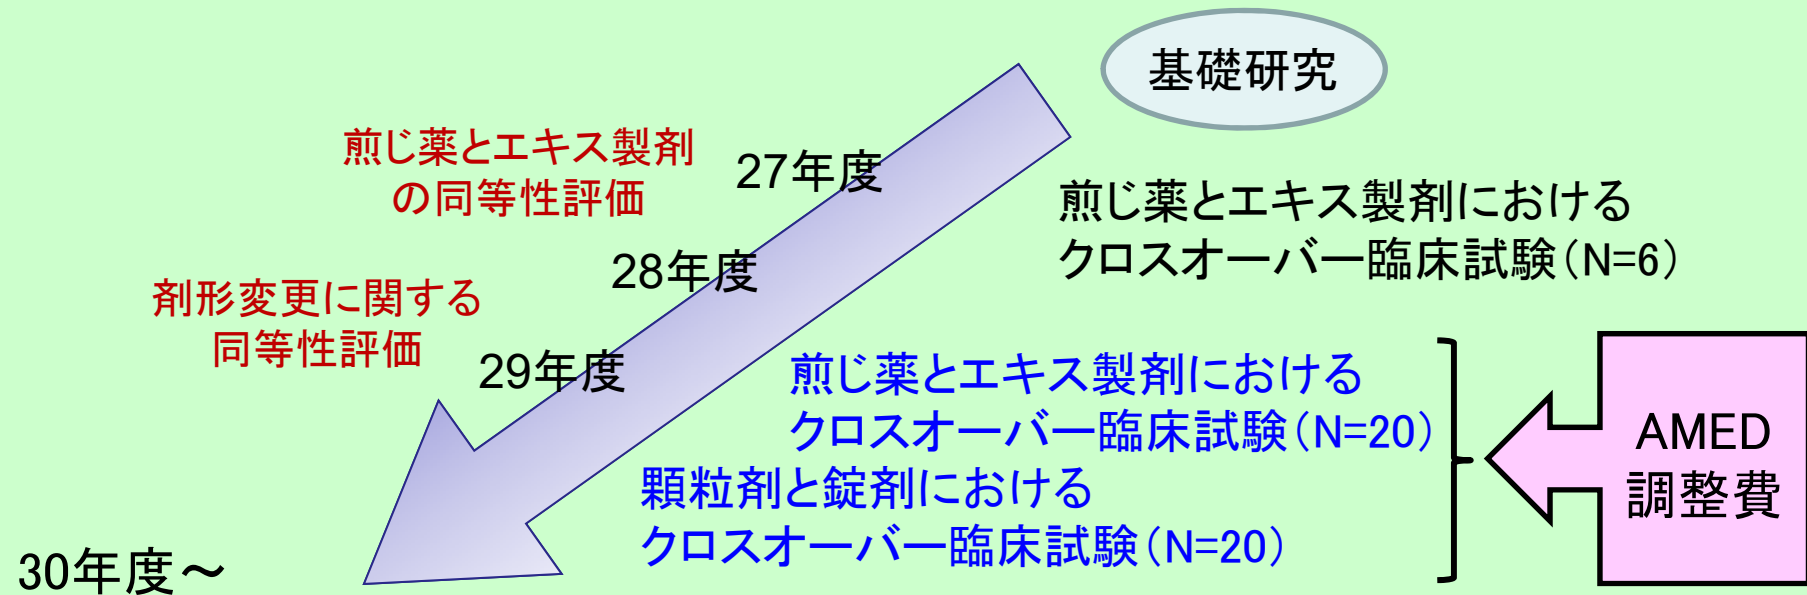 基礎研究
煎じ薬とエキス製剤
の同等性評価
27年度
煎じ薬とエキス製剤における
クロスオーバー臨床試験（N=6）
28年度
剤形変更に関する
同等性評価
29年度
煎じ薬とエキス製剤における
クロスオーバー臨床試験（N=20）
顆粒剤と錠剤における
クロスオーバー臨床試験（N=20）
AMED
調整費
30年度～